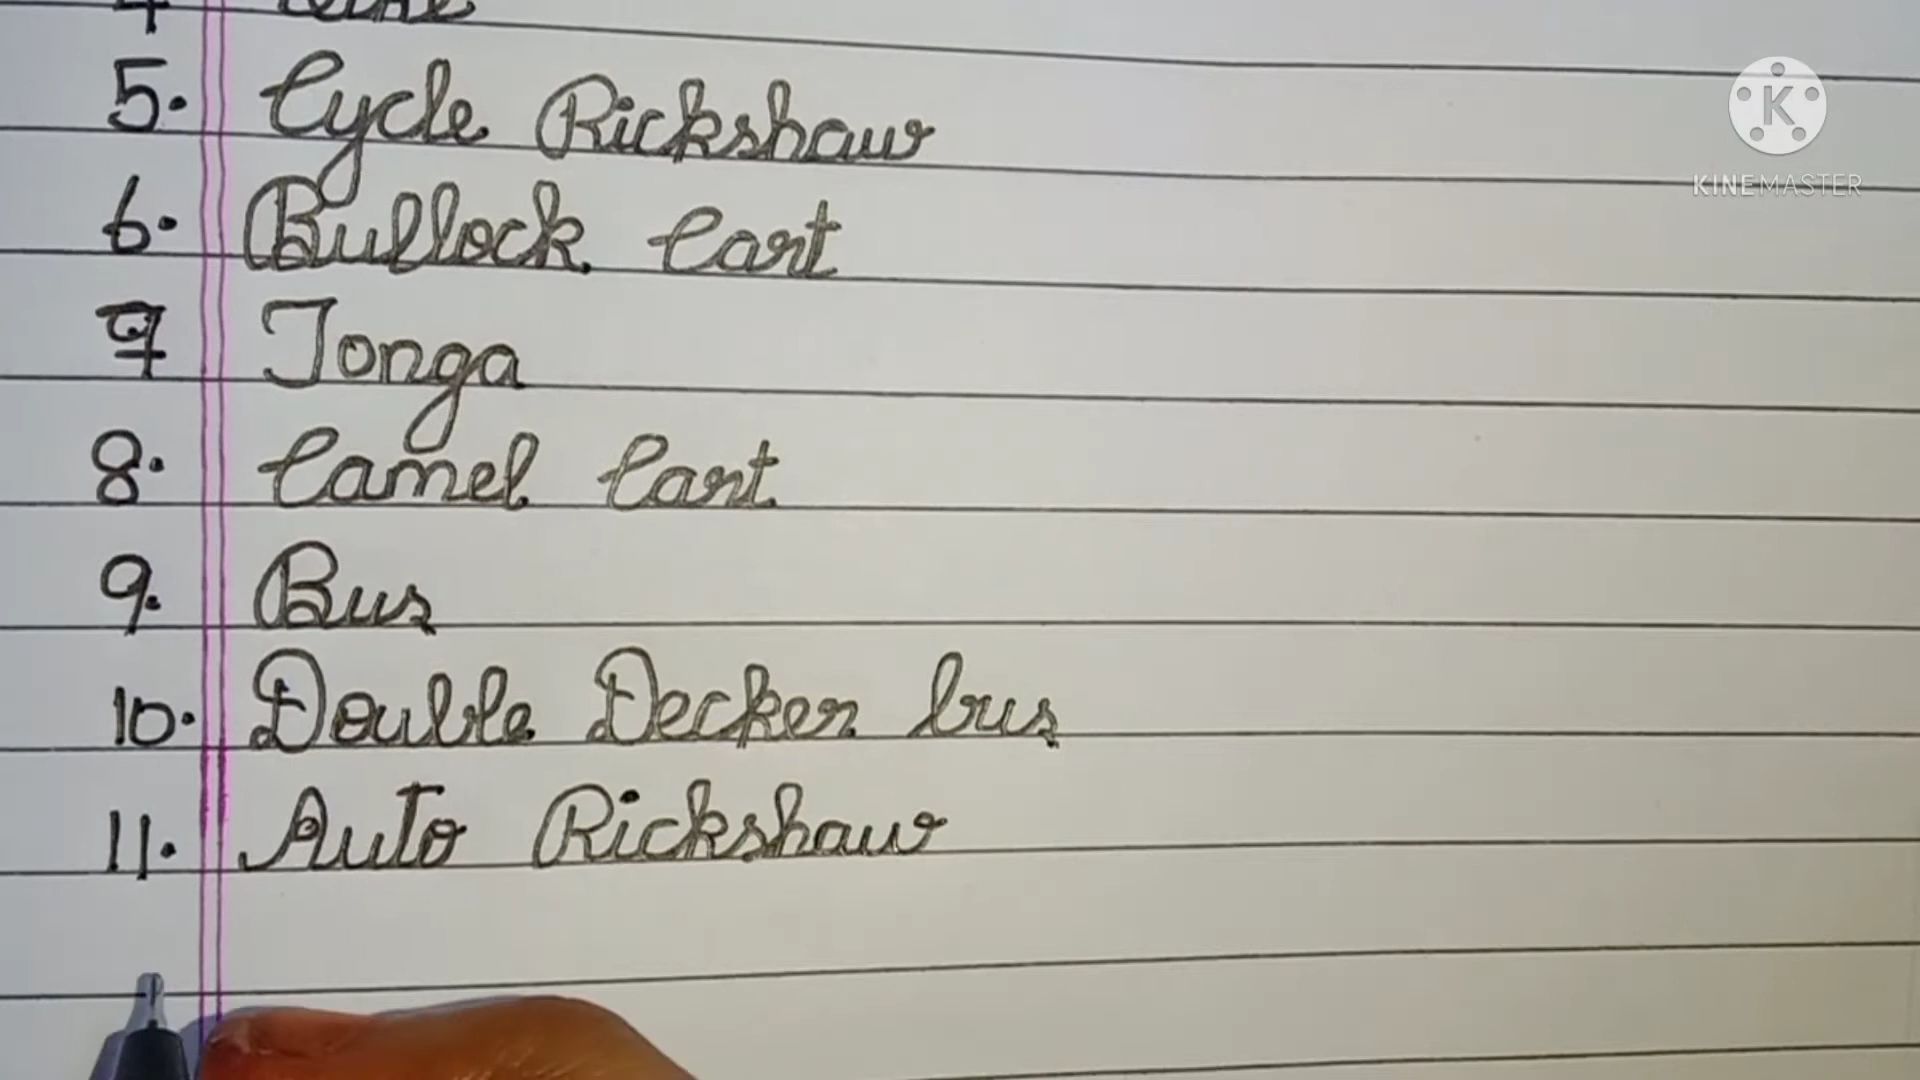 5. Cycle Rickshaw
6. Bullock Cart
7 Tonga
8. Camel Cart
9. Bus
10. Double Decker bus
11. Auto Rickshaw
K
KINEMASTER